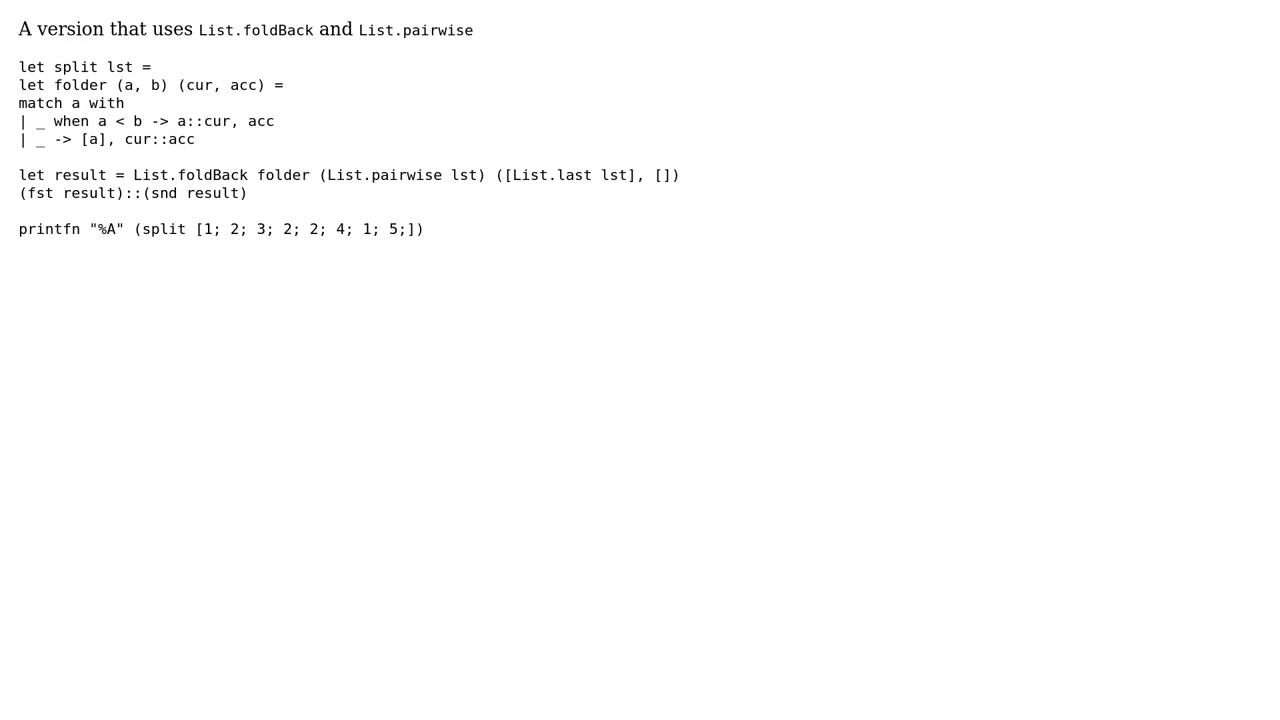 A version that uses List.foldBack and List.pairwise
let split lst =
let folder (a, b) (cur, acc) =
match a with
| _ when a < b -> a::cur, acc
| _ -> [a], cur::acc
let result = List.foldBack folder (List.pairwise lst) ([List.last lst], [])
(fst result)::(snd result)
printfn "%A" (split [1; 2; 3; 2; 2; 4; 1; 5;])